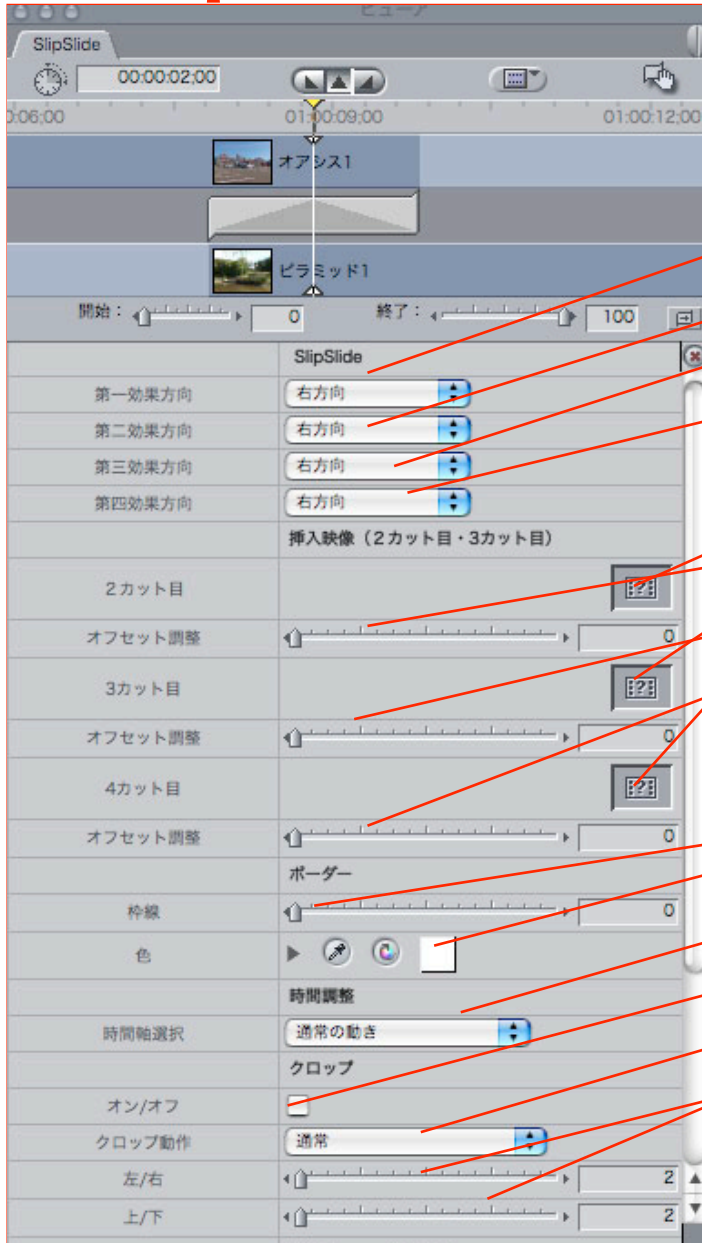 ビューア
SlipSlide
00:00:02;00
0:06;00 01:00:09;00 01:00:12;00
オアシス1
ピラミッド1
開始: 0 終了: 100
SlipSlide
第一効果方向 右方向
第二効果方向 右方向
第三効果方向 右方向
第四効果方向 右方向
挿入映像(2カット目・3カット目)
2カット目 ?
オフセット調整 0
3カット目 ?
オフセット調整 0
4カット目 ?
オフセット調整 0
ボーダー
枠線 0
色
時間調整
時間軸選択 通常の動き
クロップ
オン/オフ
クロップ動作 通常
左/右 2
上/下 2